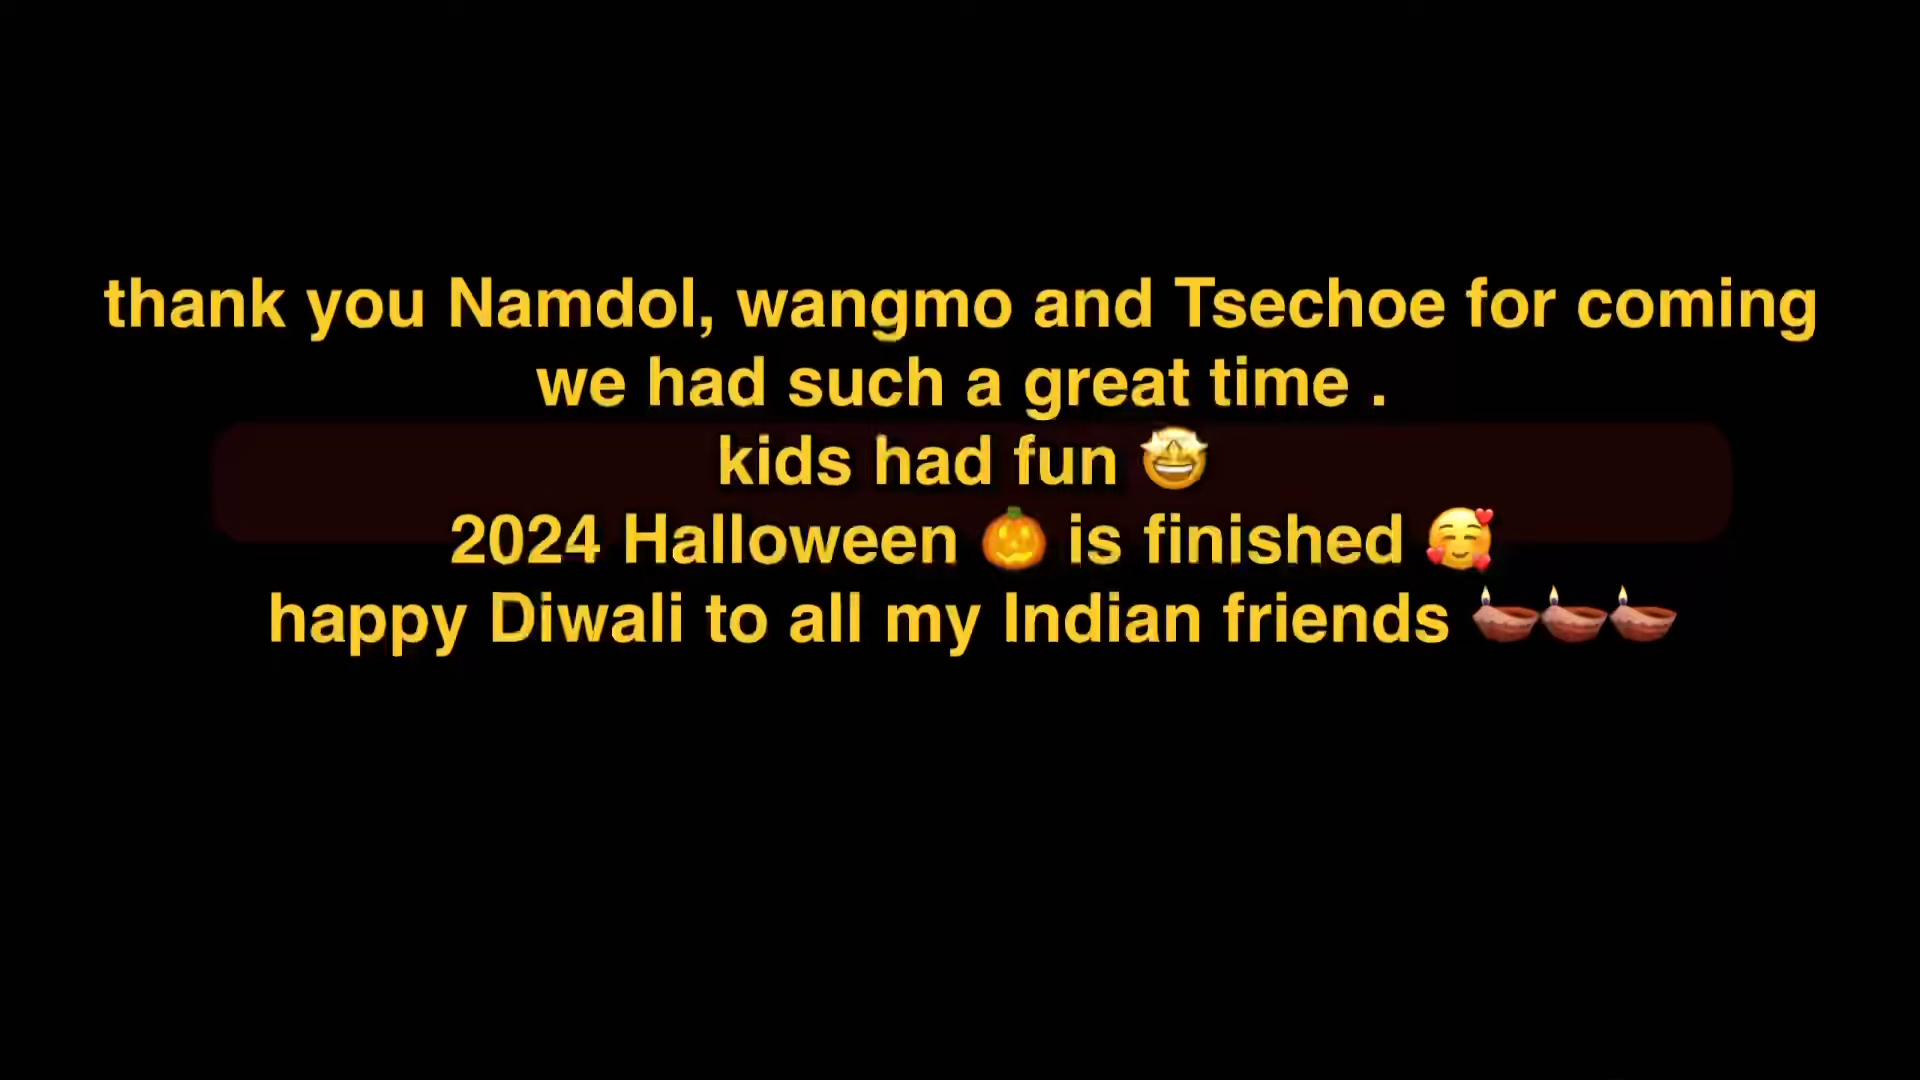 thank you Namdol, wangmo and Tsechoe for coming
we had such a great time .
kids had fun 🤩
2024 Halloween 🎃 is finished 🥰
happy Diwali to all my Indian friends 🪔🪔🪔